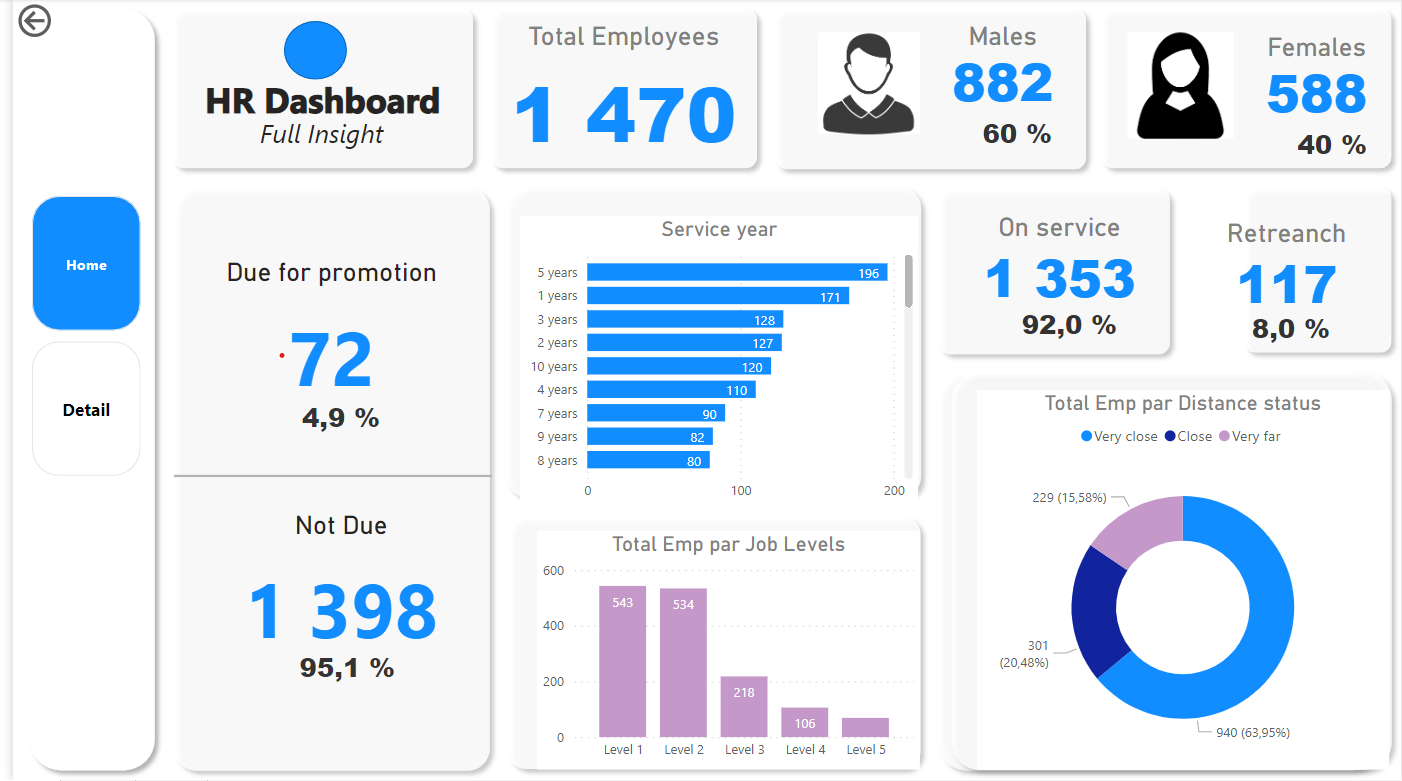 HR Dashboard
Full Insight
Total Employees
1 470
Males
882
60 %
Females
588
40 %
Home
Detail
Due for promotion
72
4,9 %
Not Due
1 398
95,1 %
Service year
5 years 196
1 years 171
3 years 128
2 years 127
10 years 120
4 years 110
7 years 90
9 years 82
8 years 80
0 100 200
On service
1 353
92,0 %
Retreanch
117
8,0 %
Total Emp par Job Levels
600
400
200
0
543
534
218
106
Level 1 Level 2 Level 3 Level 4 Level 5
Total Emp par Distance status
Very close Close Very far
229 (15,58%)
301
(20,48%)
940 (63,95%)